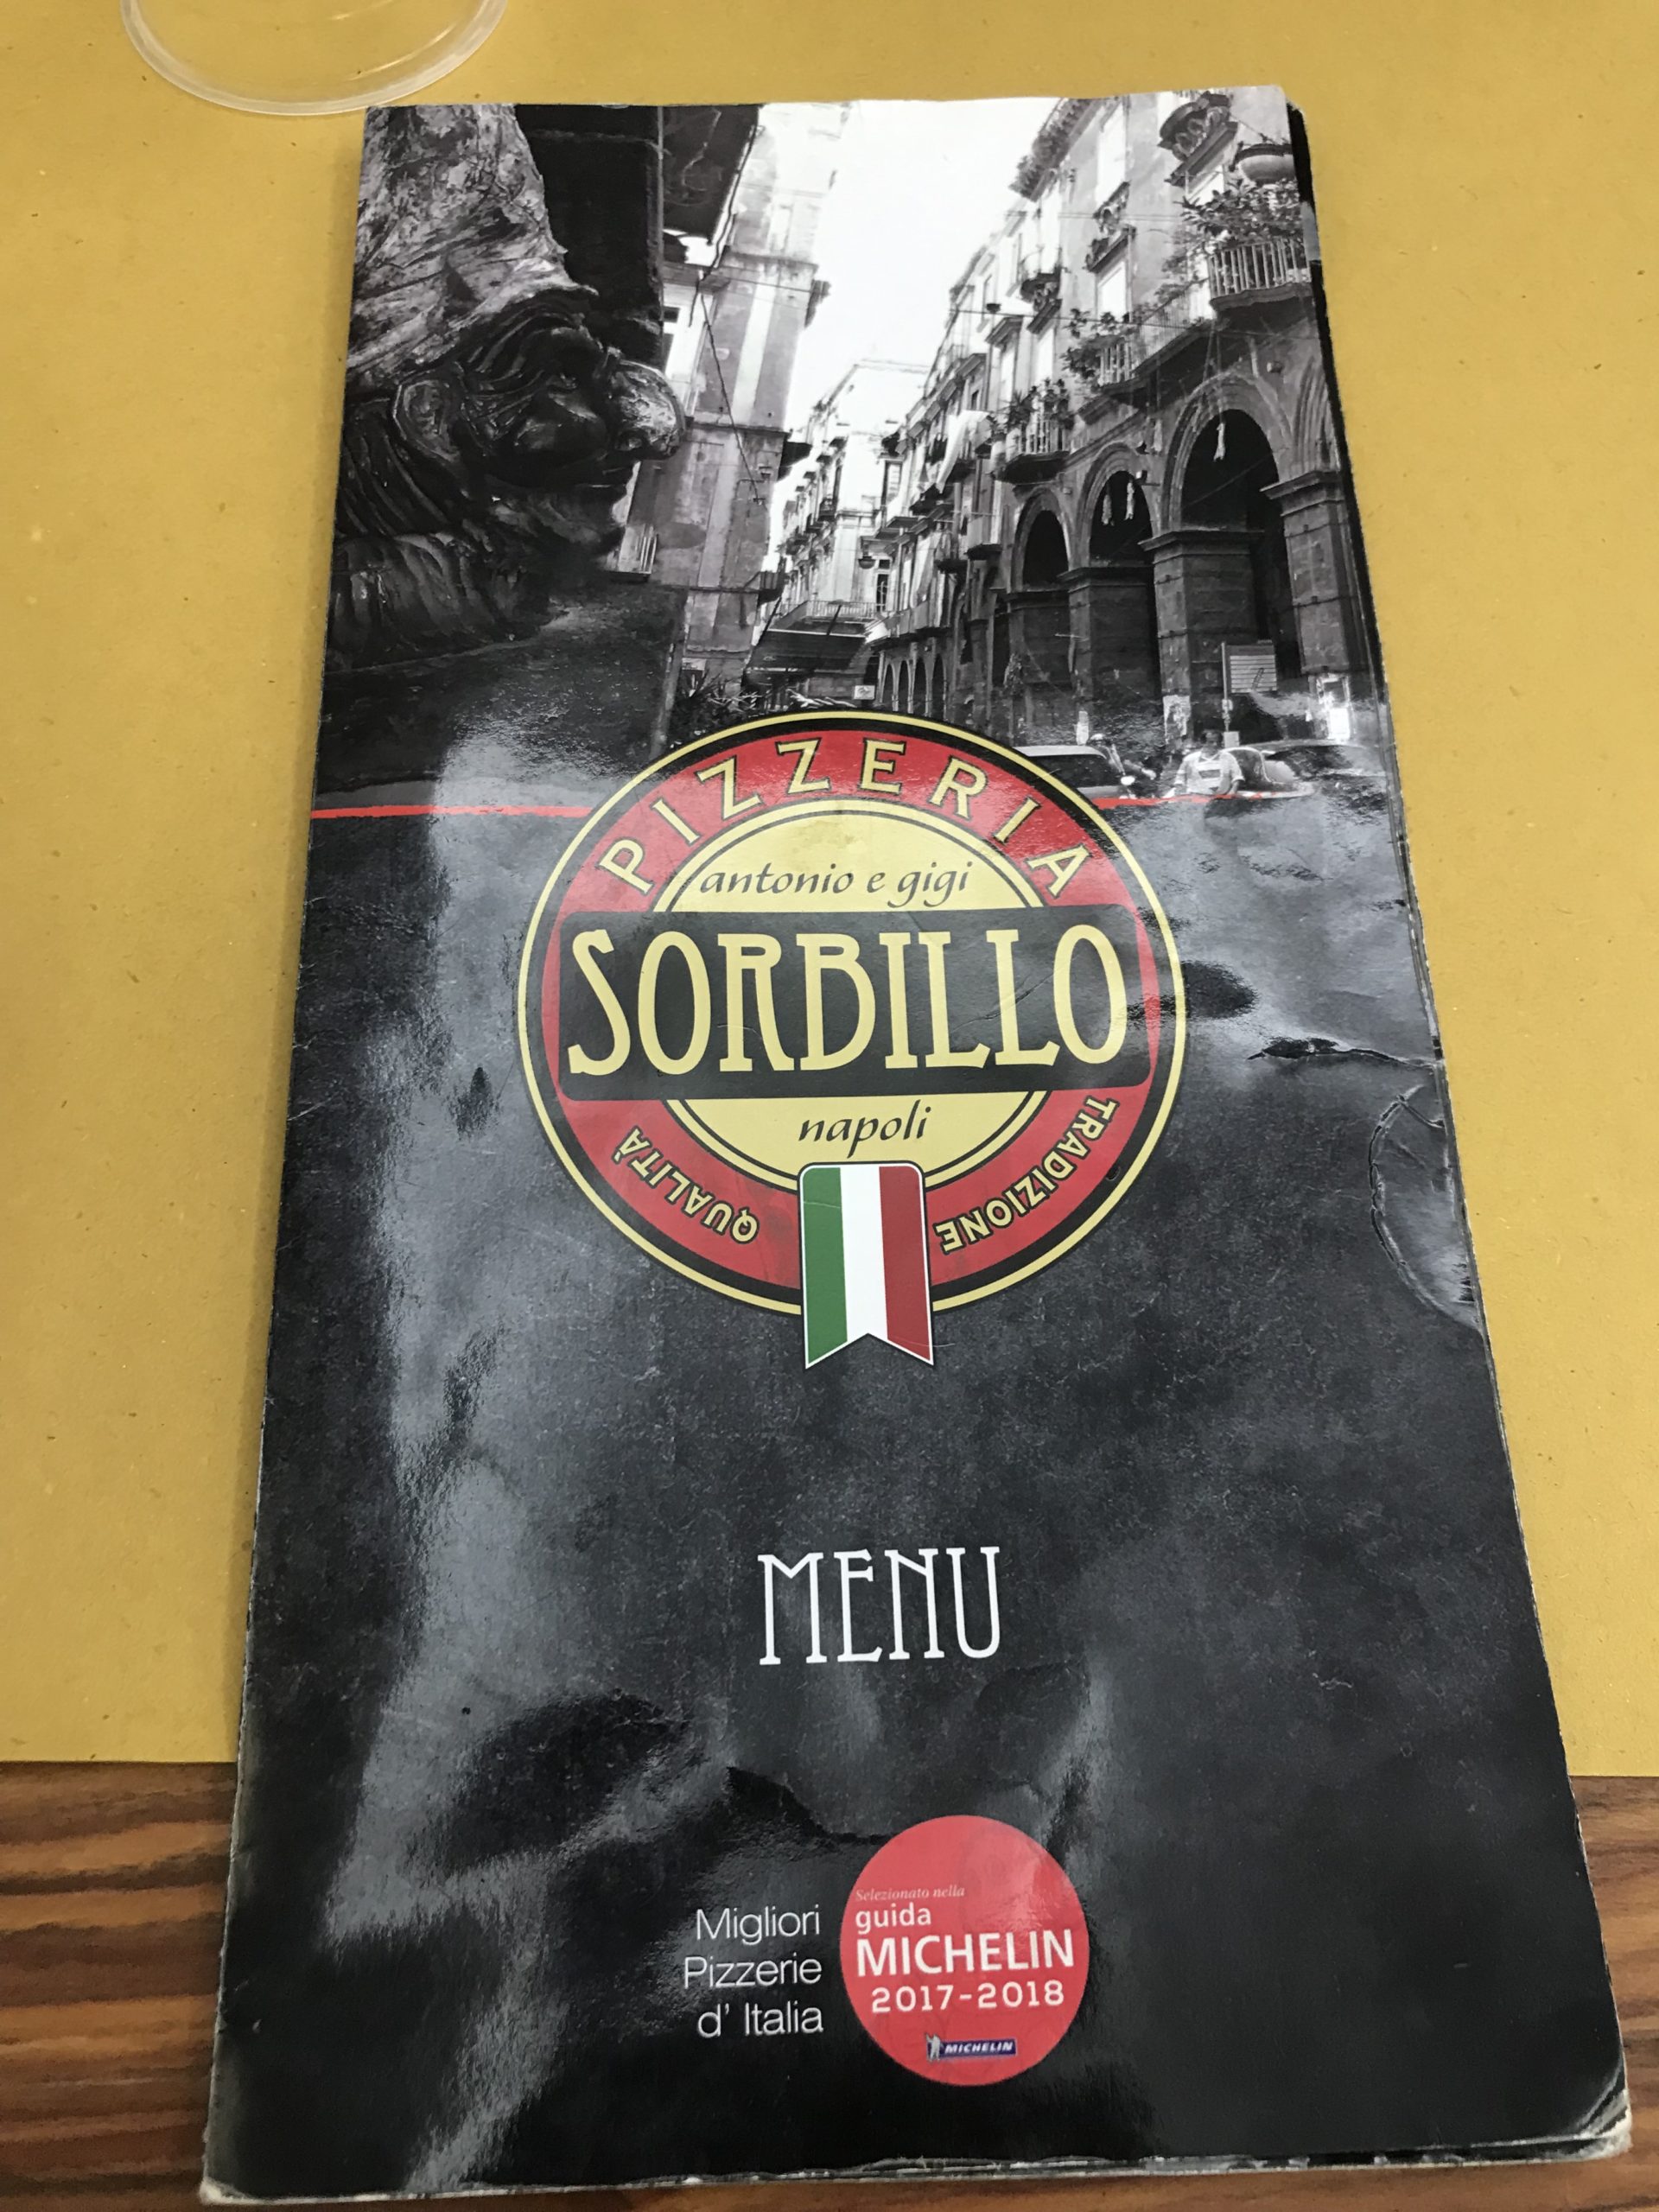 PIZZERIA
antonio e gigi
SORBILLO
napoli
QUALITÀ
TRADIZIONE
MENU
Migliori
Pizzerie
d' Italia
Selezionato nella
guida
MICHELIN
2017-2018
MICHELIN